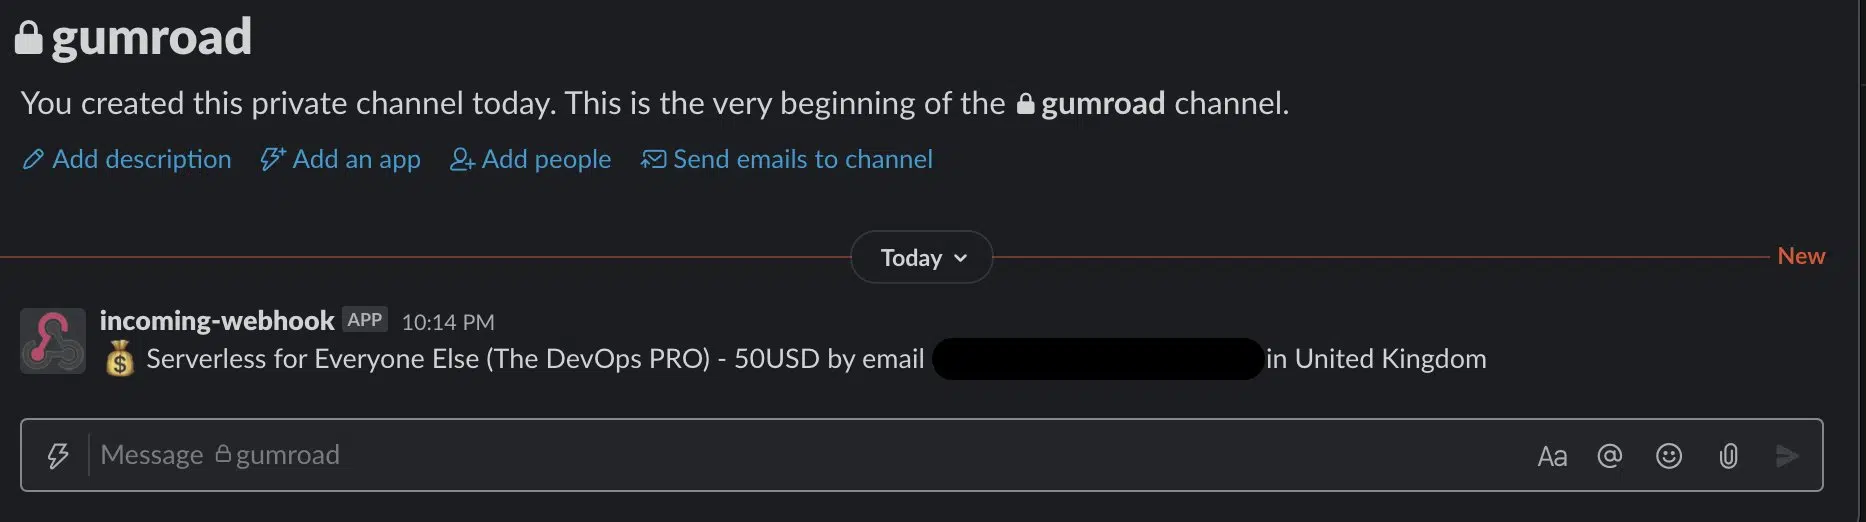 gumroad
You created this private channel today. This is the very beginning of the gumroad channel.
Add description Add an app Add people Send emails to channel
Today
New
incoming-webhook APP 10:14 PM
💰 Serverless for Everyone Else (The DevOps PRO) - 50USD by email in United Kingdom
Message gumroad
Aa @